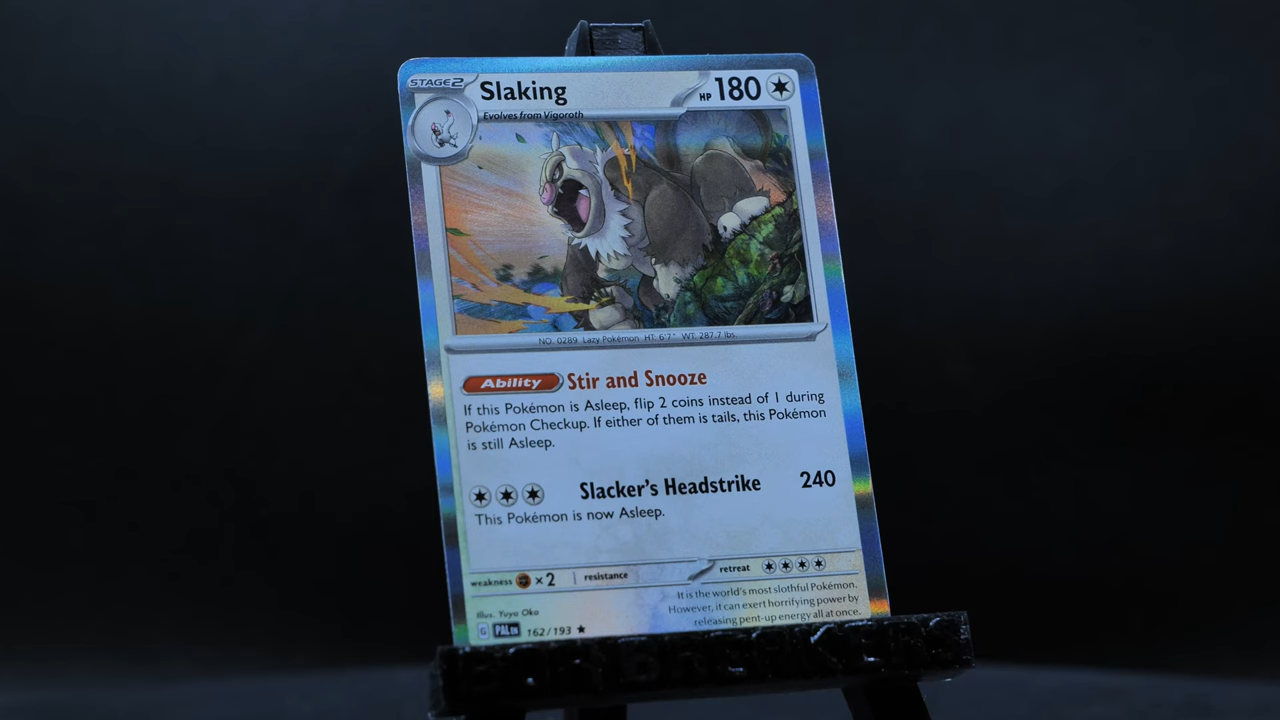 STAGE2
Slaking
HP 180
Evolves from Vigoroth
NO. 0289 Lazy Pokémon HT: 6'7" WT: 287.7 lbs.
Ability Stir and Snooze
If this Pokémon is Asleep, flip 2 coins instead of 1 during
Pokémon Checkup. If either of them is tails, this Pokémon
is still Asleep.
Slacker's Headstrike 240
This Pokémon is now Asleep.
weakness ×2 resistance retreat
It is the world's most slothful Pokémon.
However, it can exert horrifying power by
releasing pent-up energy all at once.
Illus. Yuya Oka
G PAL EN 162/193 ★